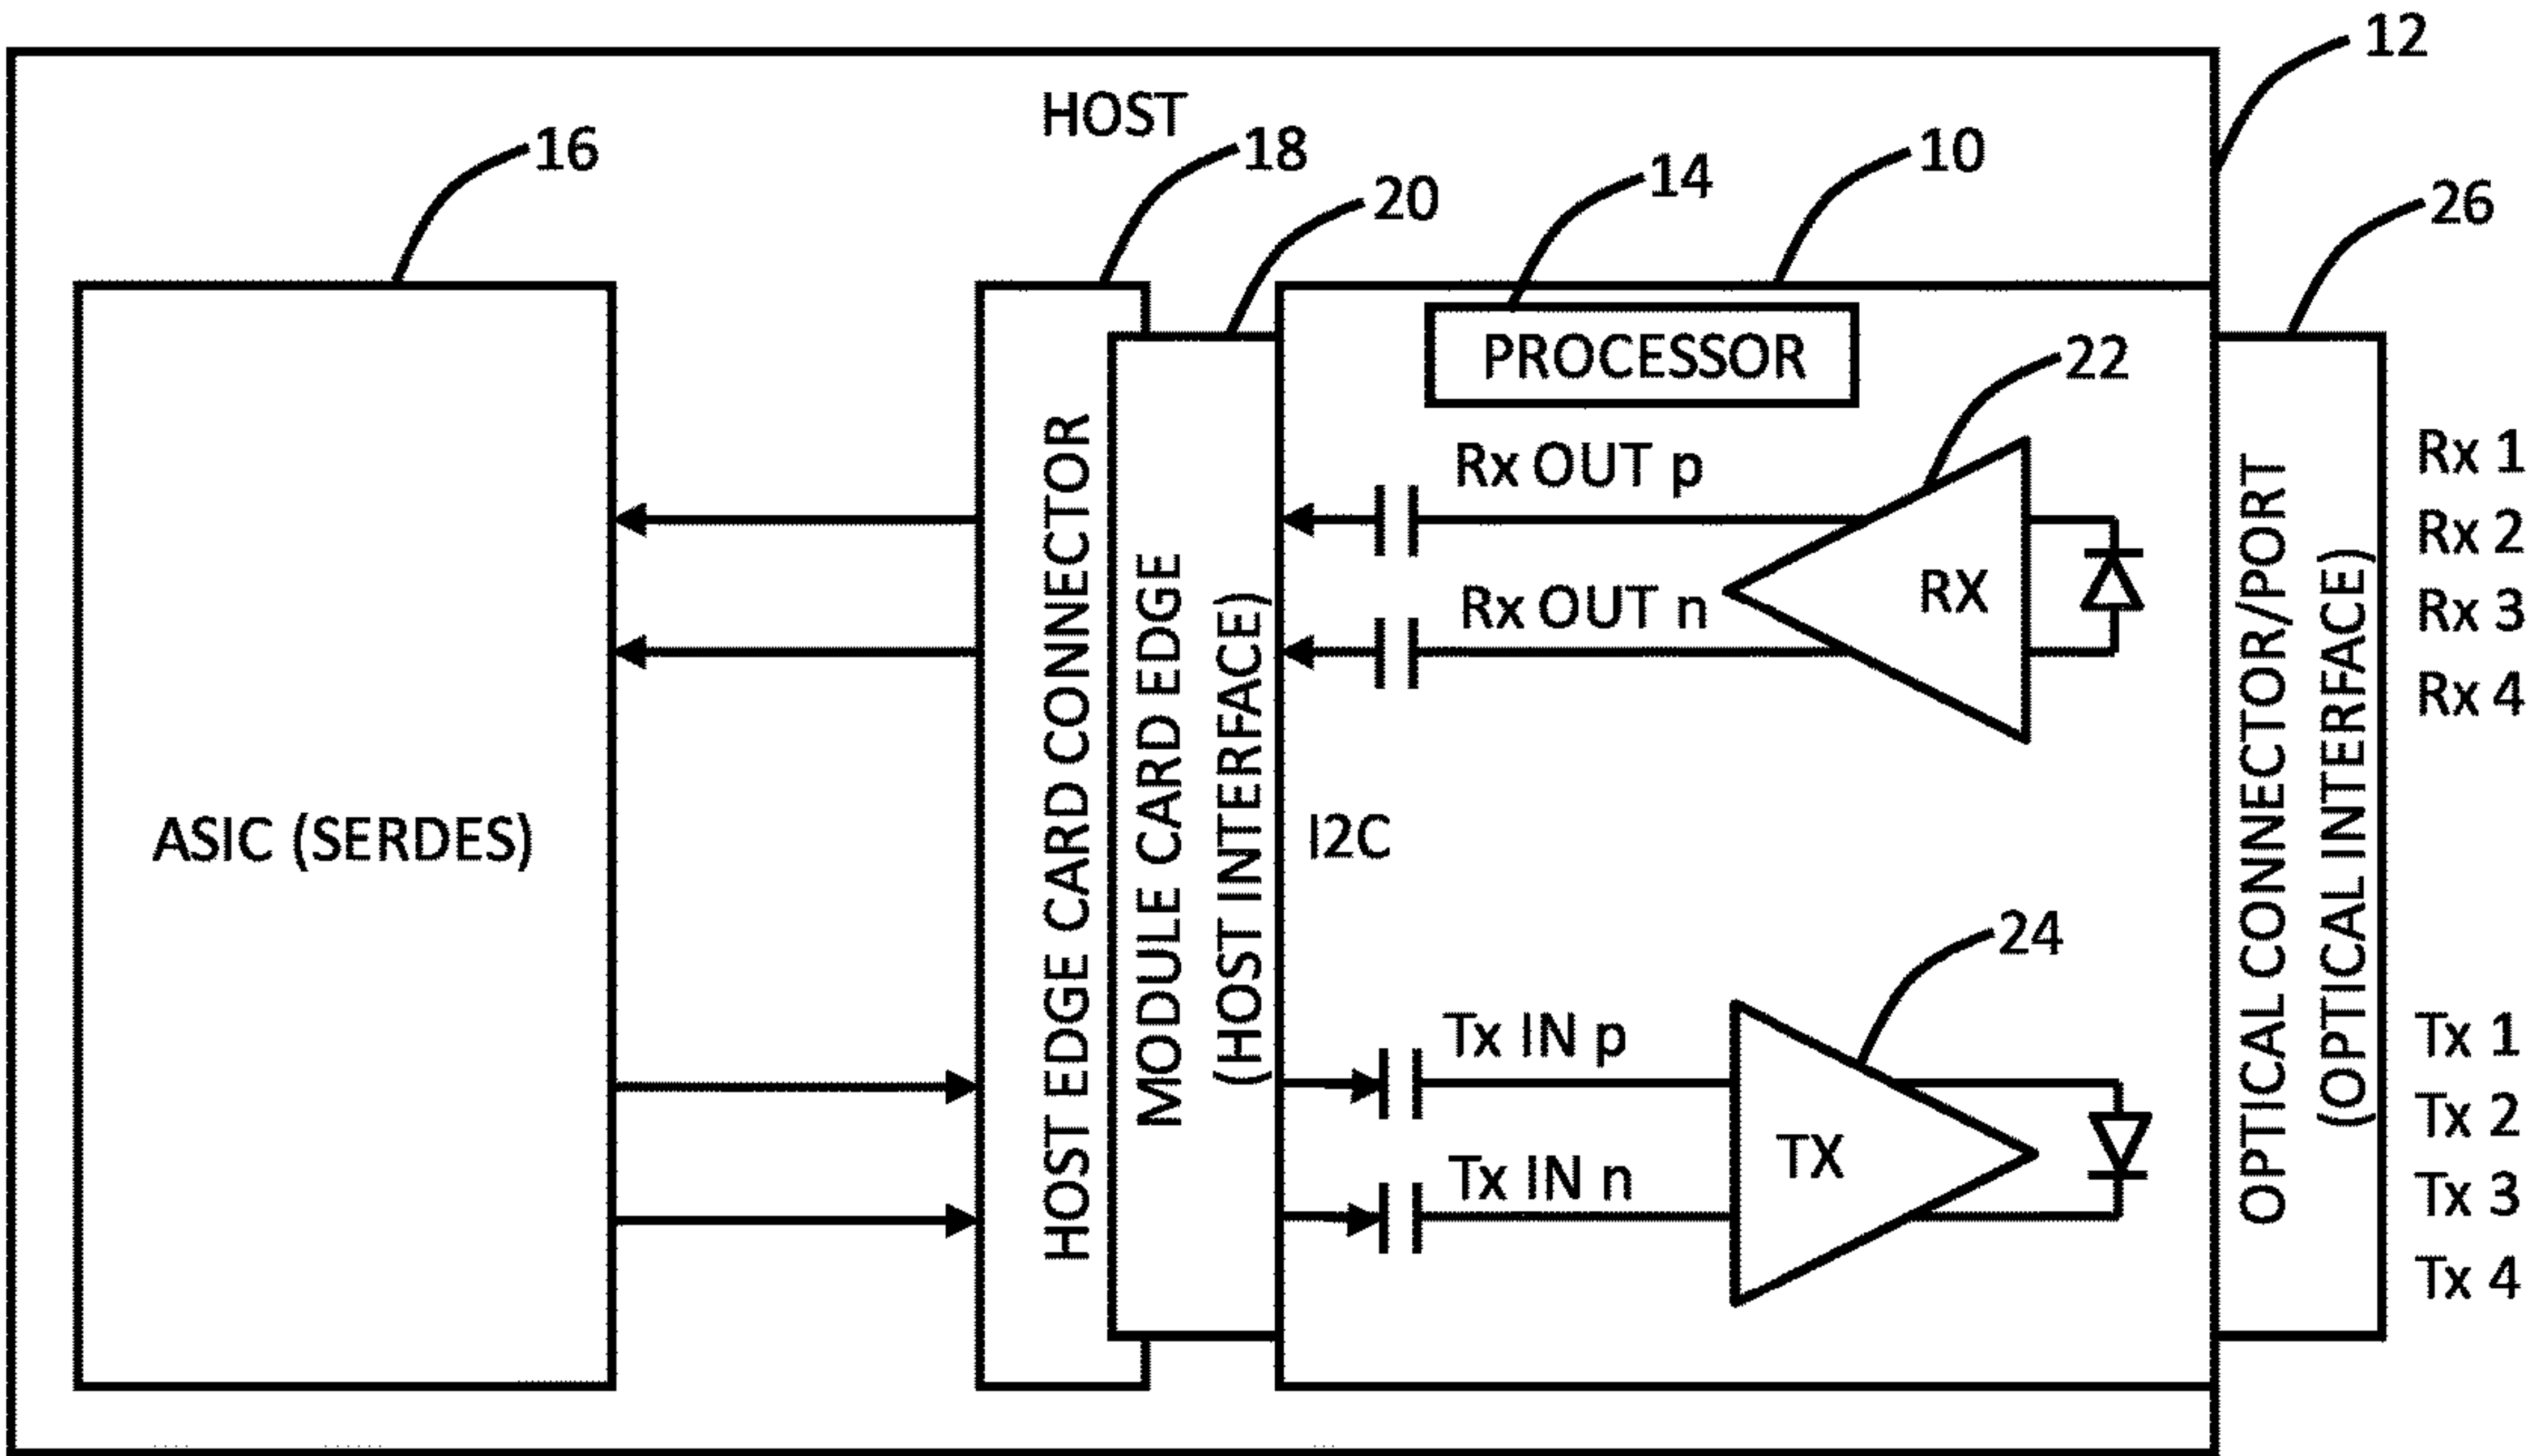 12
HOST
16
18
14
10
20
26
PROCESSOR
22
Rx OUT p
Rx 1
Rx 2
RX
Rx OUT n
Rx 3
Rx 4
HOST EDGE CARD CONNECTOR
MODULE CARD EDGE
(HOST INTERFACE)
OPTICAL CONNECTOR/PORT
(OPTICAL INTERFACE)
ASIC (SERDES)
I2C
24
Tx IN p
Tx 1
Tx 2
TX
Tx IN n
Tx 3
Tx 4